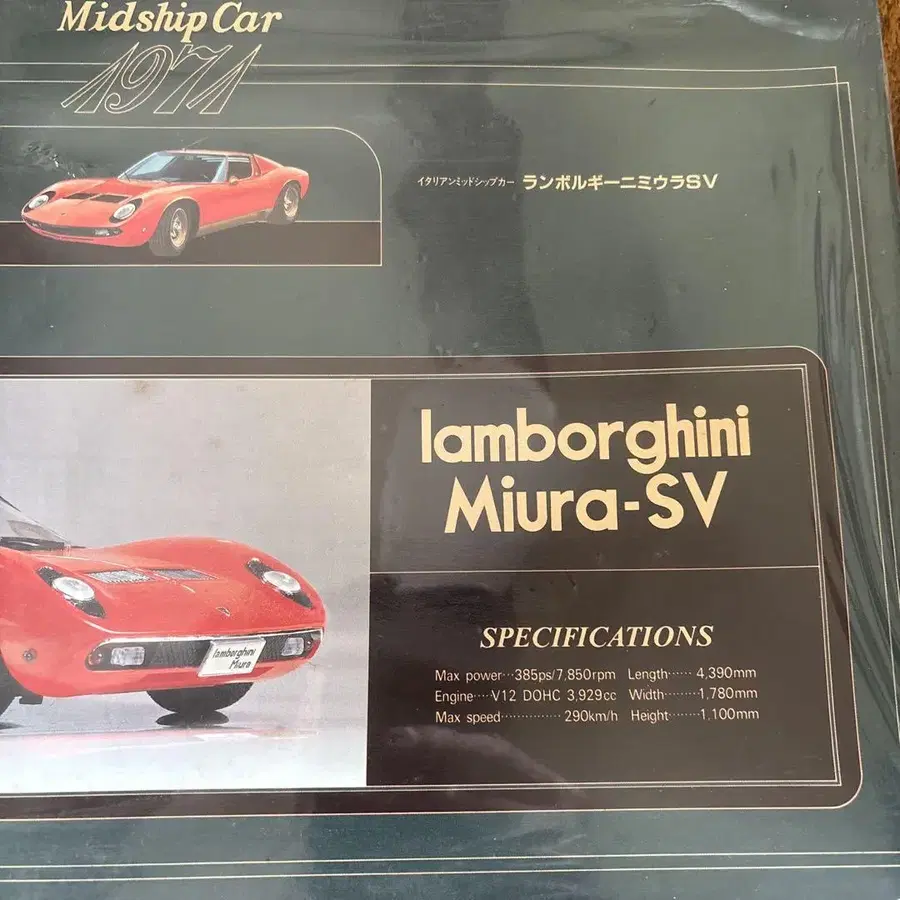 Midship Car
1971
イタリアンミッドシップカー ランボルギーニミウラSV
lamborghini
Miura-SV
lamborghini
Miura
SPECIFICATIONS
Max power···385ps/7,850rpm Length······ 4,390mm
Engine···· V12 DOHC 3,929cc Width·········1,780mm
Max speed··············· 290km/h Height········1,100mm